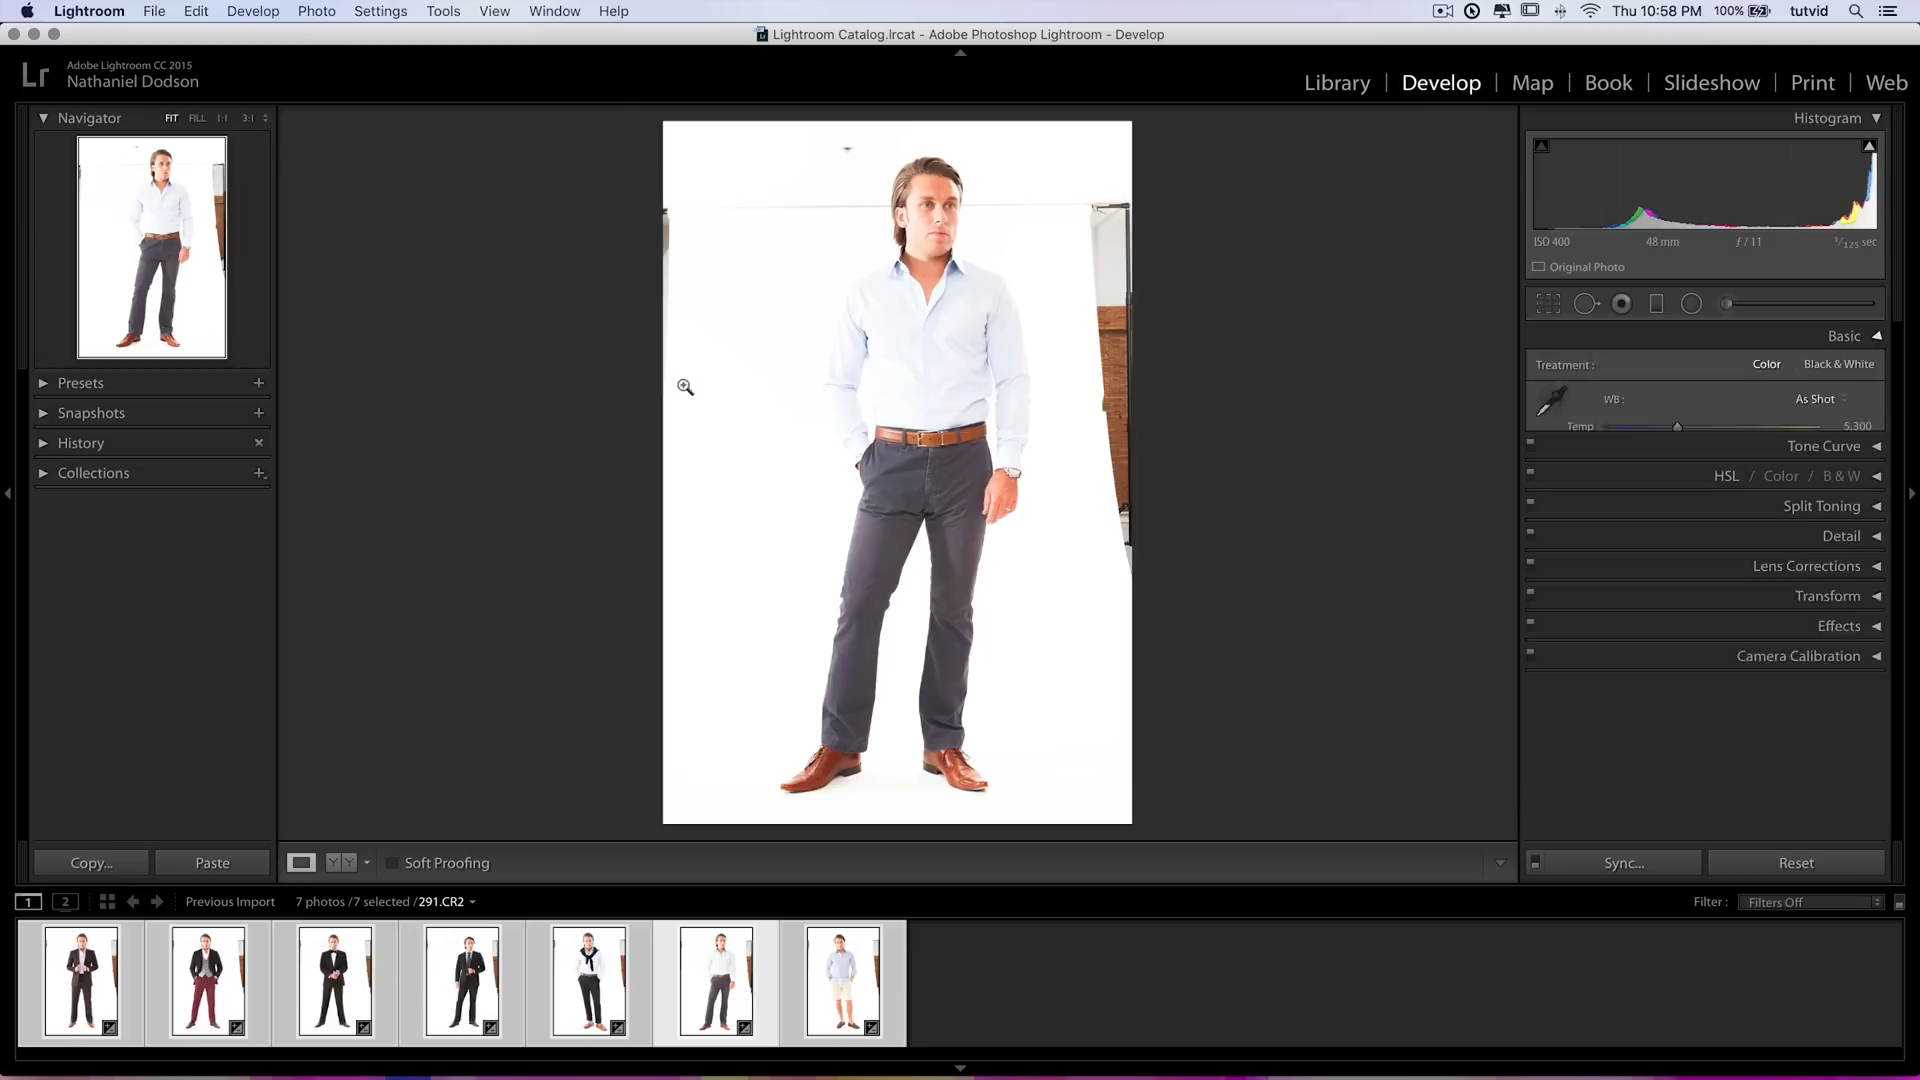 Lightroom File Edit Develop Photo Settings Tools View Window Help Thu 10:58 PM 100% tutvid
Lightroom Catalog.lrcat - Adobe Photoshop Lightroom - Develop
Lr Adobe Lightroom CC 2015
Nathaniel Dodson
Library | Develop | Map | Book | Slideshow | Print | Web
Navigator FIT FILL 1:1 3:1
Presets
Snapshots
History
Collections
Copy... Paste
Soft Proofing
Histogram
ISO 400 48 mm ƒ / 11 1/125 sec
Original Photo
Basic
Treatment : Color Black & White
WB : As Shot
Temp 5,300
Tone Curve
HSL / Color / B & W
Split Toning
Detail
Lens Corrections
Transform
Effects
Camera Calibration
Sync... Reset
1 2 Previous Import 7 photos / 7 selected / 291.CR2
Filter : Filters Off